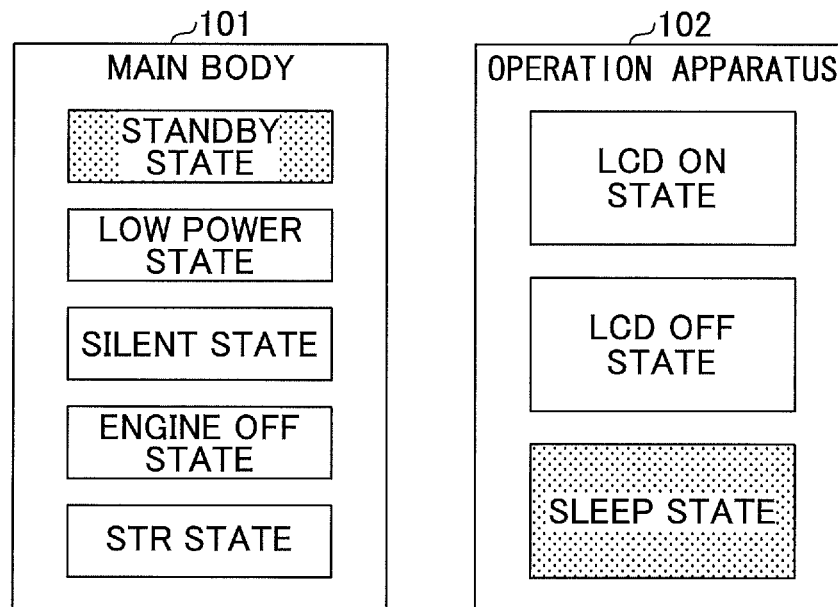 101
MAIN BODY
STANDBY
STATE
LOW POWER
STATE
SILENT STATE
ENGINE OFF
STATE
STR STATE
102
OPERATION APPARATUS
LCD ON
STATE
LCD OFF
STATE
SLEEP STATE